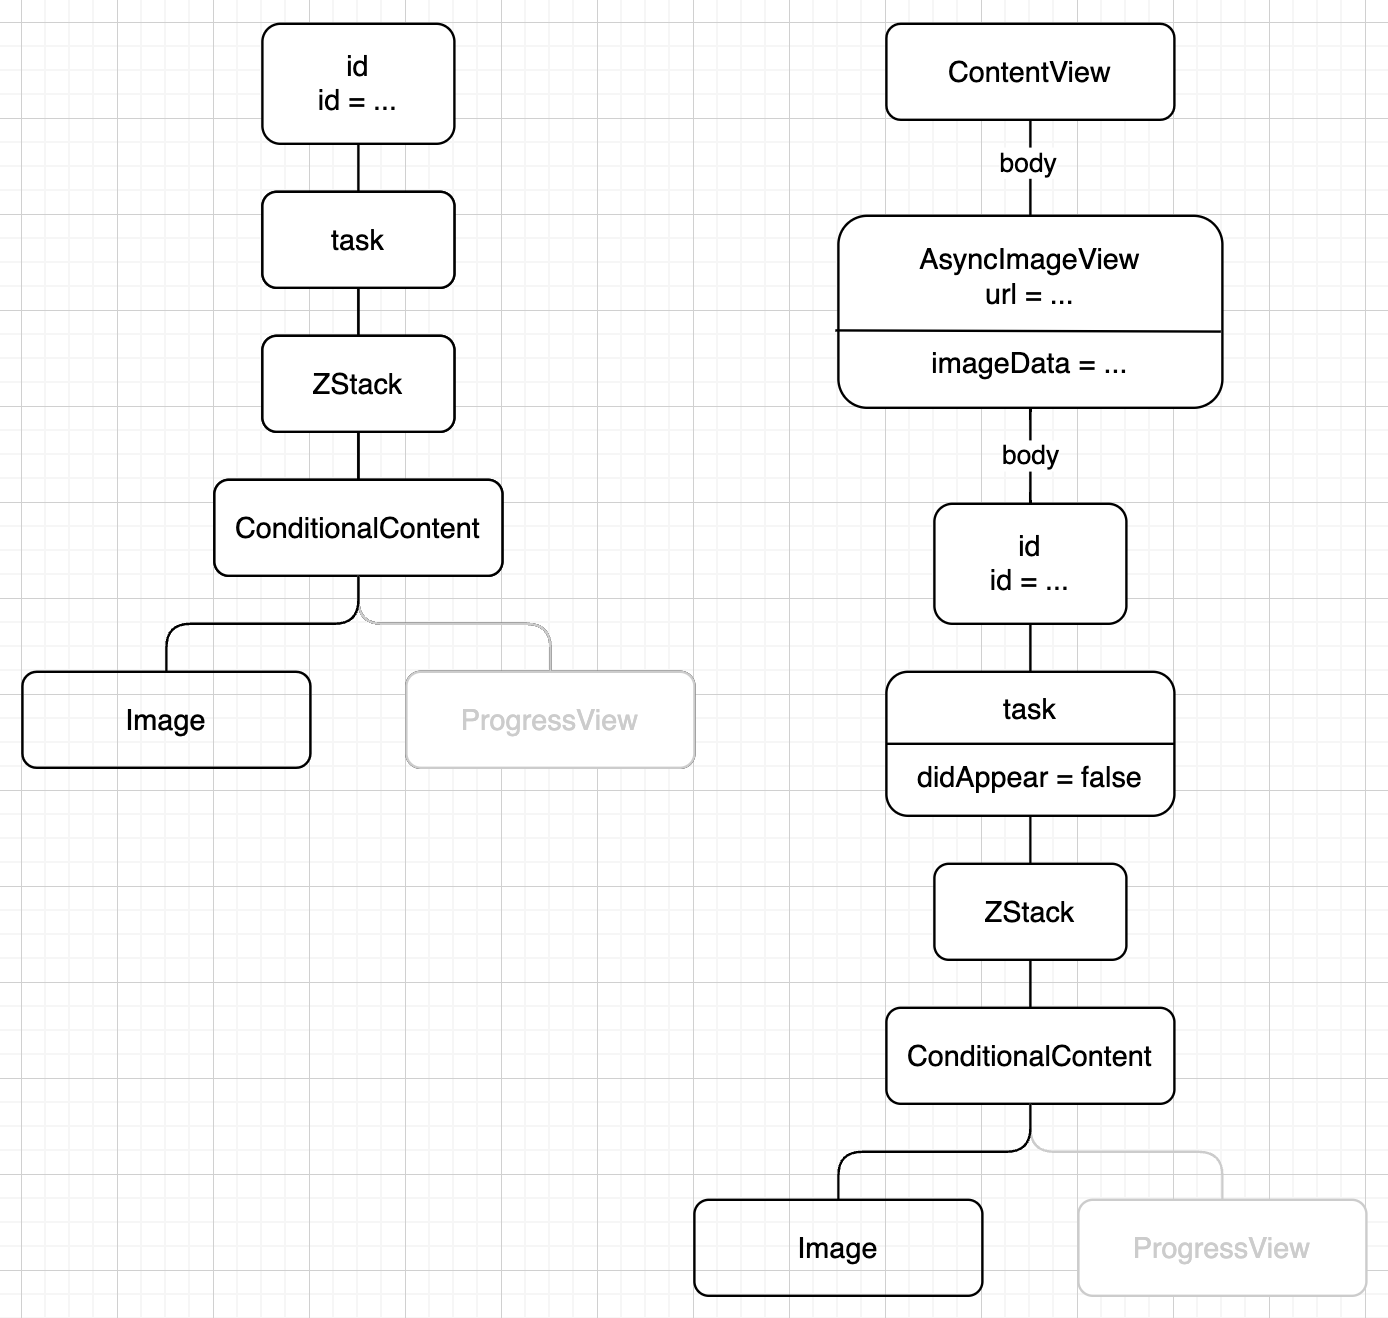 id
id = ...
task
ZStack
ConditionalContent
Image
ProgressView
ContentView
body
AsyncImageView
url = ...
imageData = ...
body
id
id = ...
task
didAppear = false
ZStack
ConditionalContent
Image
ProgressView